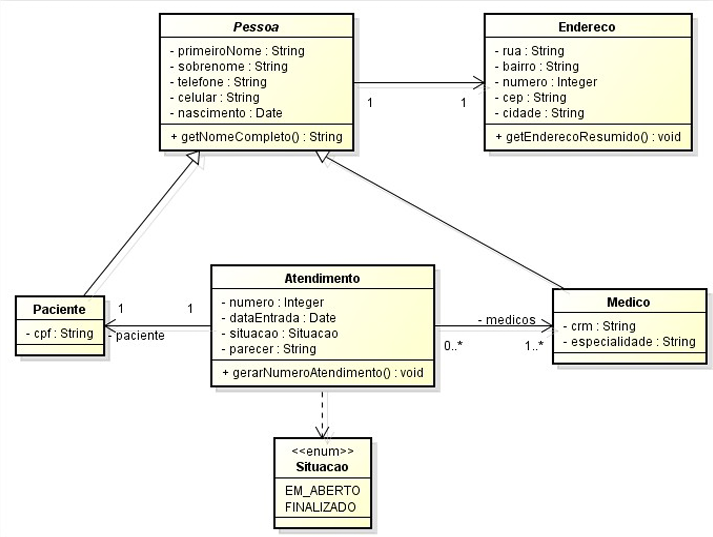 Pessoa
- primeiroNome : String
- sobrenome : String
- telefone : String
- celular : String
- nascimento : Date
+ getNomeCompleto() : String
1
1
Endereco
- rua : String
- bairro : String
- numero : Integer
- cep : String
- cidade : String
+ getEnderecoResumido() : void
Paciente
- cpf : String
1
1
- paciente
Atendimento
- numero : Integer
- dataEntrada : Date
- situacao : Situacao
- parecer : String
+ gerarNumeroAtendimento() : void
- medicos
0..*
1..*
Medico
- crm : String
- especialidade : String
<<enum>>
Situacao
EM_ABERTO
FINALIZADO